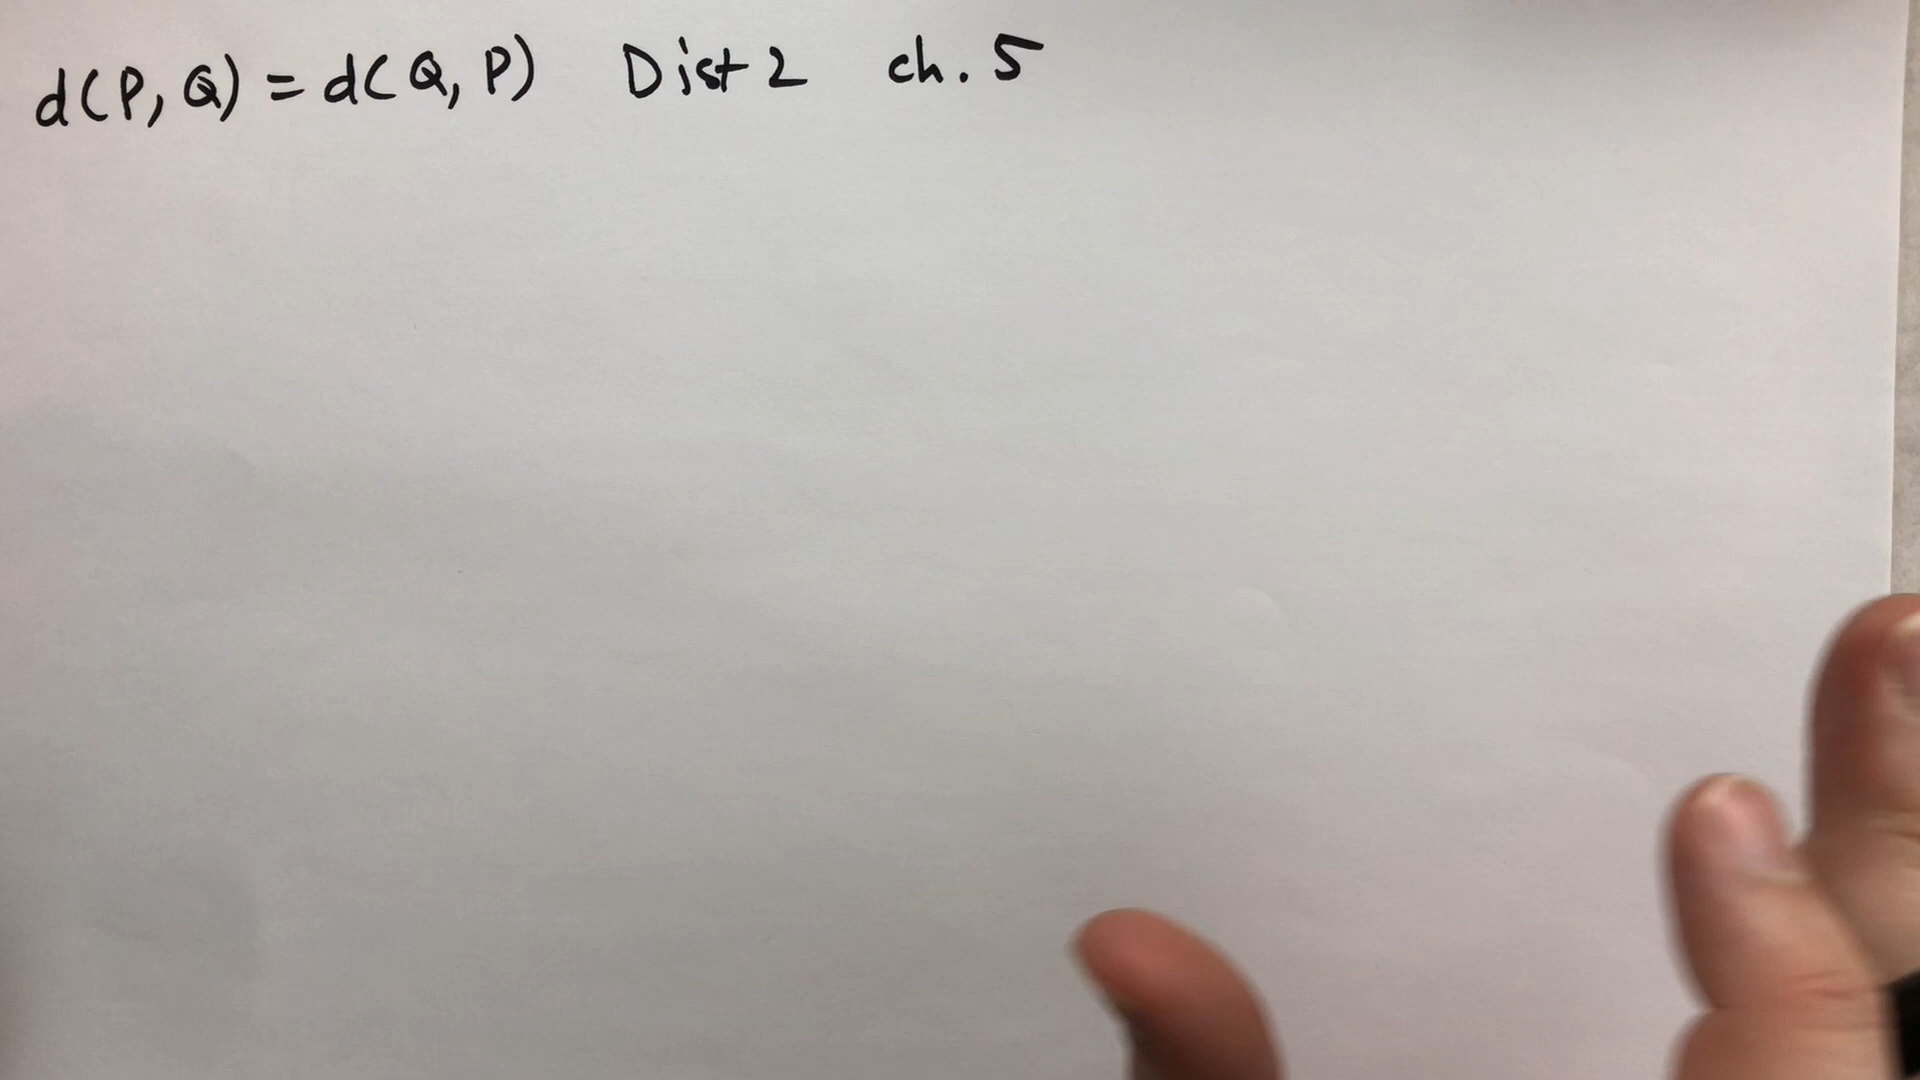 d(P, Q) = d(Q, P) Dist 2 ch. 5